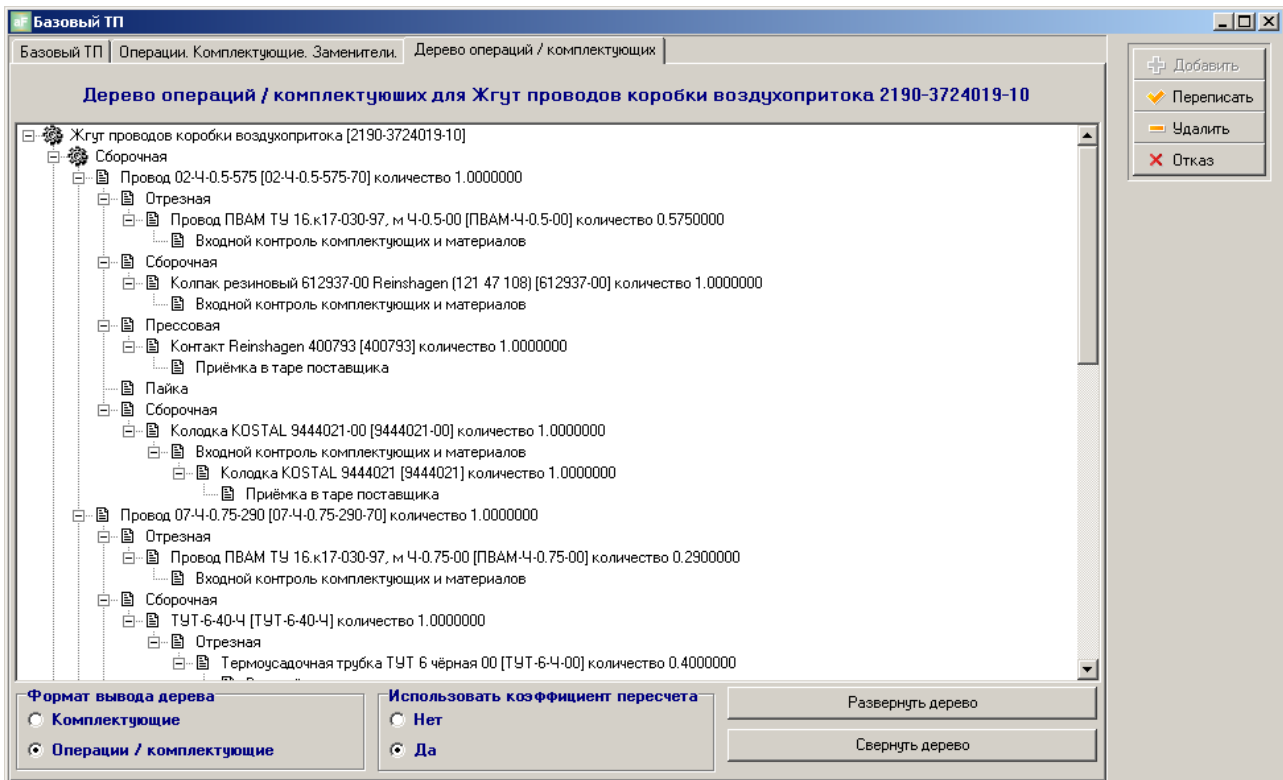 Базовый ТП
Базовый ТП
Операции. Комплектующие. Заменители.
Дерево операций / комплектующих
Дерево операций / комплектуюших для Жгут проводов коробки воздухопритока 2190-3724019-10
Жгут проводов коробки воздухопритока [2190-3724019-10]
Сборочная
Провод 02-Ч-0.5-575 [02-Ч-0.5-575-70] количество 1.0000000
Отрезная
Провод ПВАМ ТУ 16.к17-030-97, м Ч-0.5-00 [ПВАМ-Ч-0.5-00] количество 0.5750000
Входной контроль комплектующих и материалов
Сборочная
Колпак резиновый 612937-00 Reinshagen (121 47 108) [612937-00] количество 1.0000000
Входной контроль комплектующих и материалов
Прессовая
Контакт Reinshagen 400793 [400793] количество 1.0000000
Приёмка в таре поставщика
Пайка
Сборочная
Колодка KOSTAL 9444021-00 [9444021-00] количество 1.0000000
Входной контроль комплектующих и материалов
Колодка KOSTAL 9444021 [9444021] количество 1.0000000
Приёмка в таре поставщика
Провод 07-Ч-0.75-290 [07-Ч-0.75-290-70] количество 1.0000000
Отрезная
Провод ПВАМ ТУ 16.к17-030-97, м Ч-0.75-00 [ПВАМ-Ч-0.75-00] количество 0.2900000
Входной контроль комплектующих и материалов
Сборочная
ТУТ-6-40-Ч [ТУТ-6-40-Ч] количество 1.0000000
Отрезная
Термоусадочная трубка ТУТ 6 чёрная 00 [ТУТ-6-Ч-00] количество 0.4000000
Формат вывода дерева
Комплектующие
Операции / комплектующие
Использовать коэффициент пересчета
Нет
Да
Развернуть дерево
Свернуть дерево
Добавить
Переписать
Удалить
Отказ